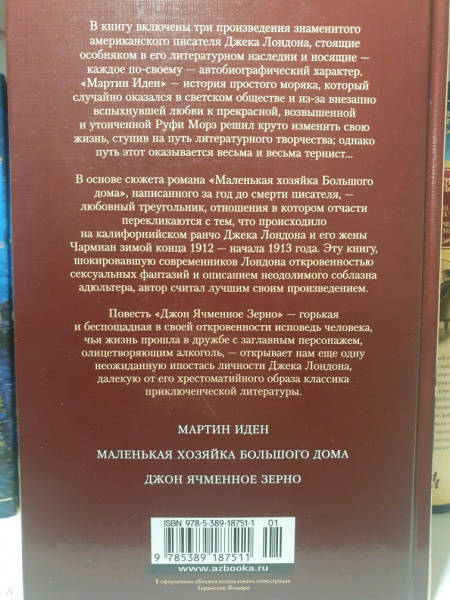 В книгу включены три произведения знаменитого
американского писателя Джека Лондона, стоящие
особняком в его литературном наследии и носящие —
каждое по-своему — автобиографический характер.
«Мартин Иден» — история простого моряка, который
случайно оказался в светском обществе и из-за внезапно
вспыхнувшей любви к прекрасной, возвышенной
и утонченной Руфи Морз решил круто изменить свою
жизнь, ступив на путь литературного творчества; однако
путь этот оказывается весьма и весьма тернист...
В основе сюжета романа «Маленькая хозяйка Большого
дома», написанного за год до смерти писателя, —
любовный треугольник, отношения в котором отчасти
перекликаются с тем, что происходило
на калифорнийском ранчо Джека Лондона и его жены
Чармиан зимой конца 1912 — начала 1913 года. Эту книгу,
шокировавшую современников Лондона откровенностью
сексуальных фантазий и описанием неодолимого соблазна
адюльтера, автор считал лучшим своим произведением.
Повесть «Джон Ячменное Зерно» — горькая
и беспощадная в своей откровенности исповедь человека,
чья жизнь прошла в дружбе с заглавным персонажем,
олицетворяющим алкоголь, — открывает нам еще одну
неожиданную ипостась личности Джека Лондона,
далекую от его хрестоматийного образа классика
приключенческой литературы.
МАРТИН ИДЕН
МАЛЕНЬКАЯ ХОЗЯЙКА БОЛЬШОГО ДОМА
ДЖОН ЯЧМЕННОЕ ЗЕРНО
ISBN 978-5-389-18751-1 01
9 785389 187511
www.azbooka.ru
В оформлении обложки использована иллюстрация
Харрисона Фишера